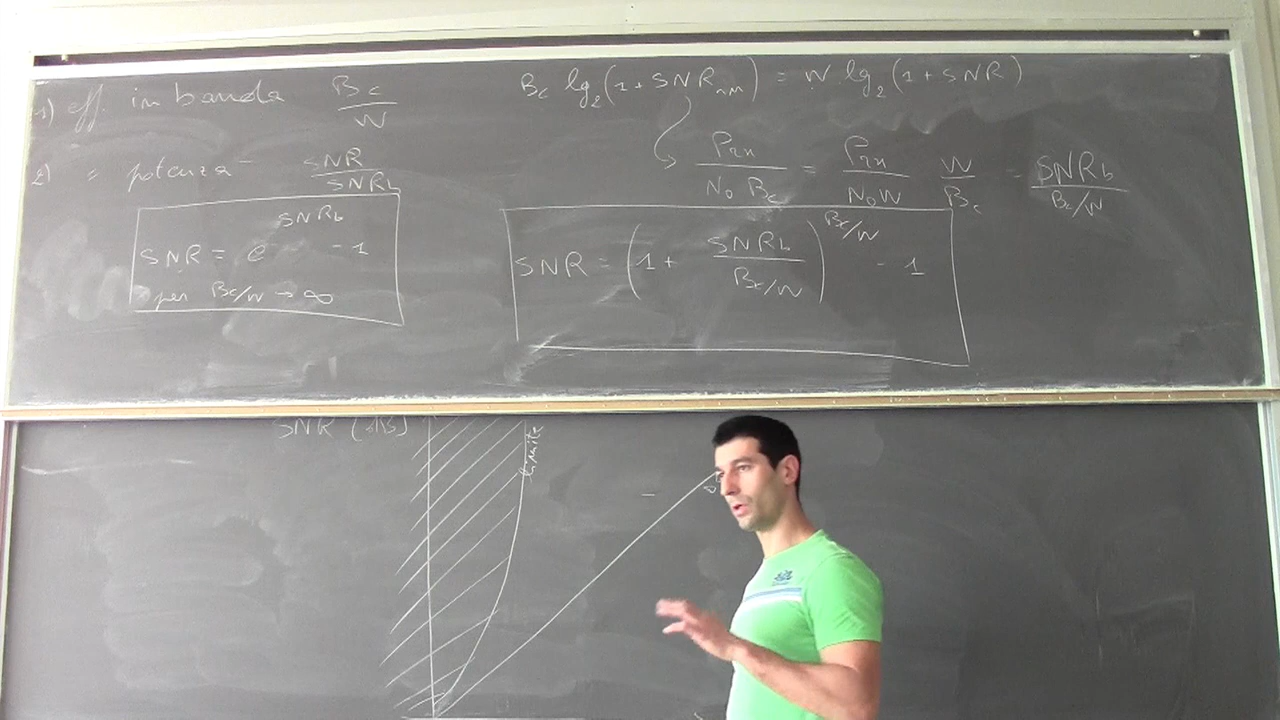 1) eff. in banda Bc/W
2) " potenza SNR/SNRb
SNR = e^SNRb - 1
per Bc/W → ∞
Bc lg2(1+SNRnM) = W lg2(1+SNR)
Prx/N0 Bc = Prx/N0W W/Bc = SNRb/Bc/W
SNR = (1 + SNRb/Bc/W)^Bc/W - 1
SNR (dB)
limite